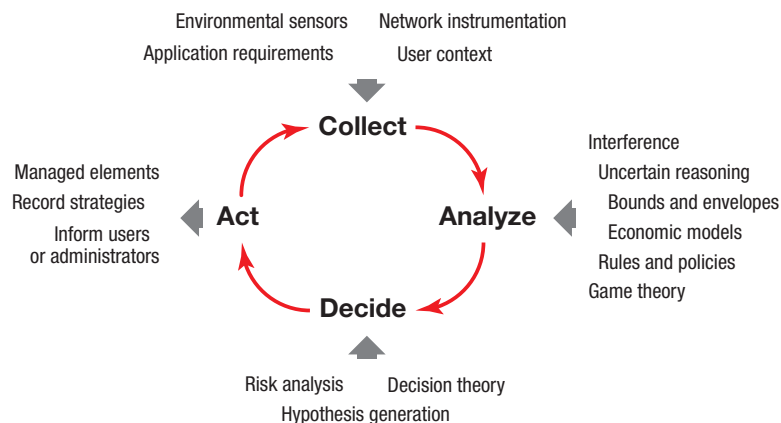 Environmental sensors Network instrumentation
Application requirements User context
Collect
Interference
Uncertain reasoning
Bounds and envelopes
Economic models
Rules and policies
Game theory
Analyze
Managed elements
Record strategies
Inform users
or administrators
Act
Decide
Risk analysis Decision theory
Hypothesis generation